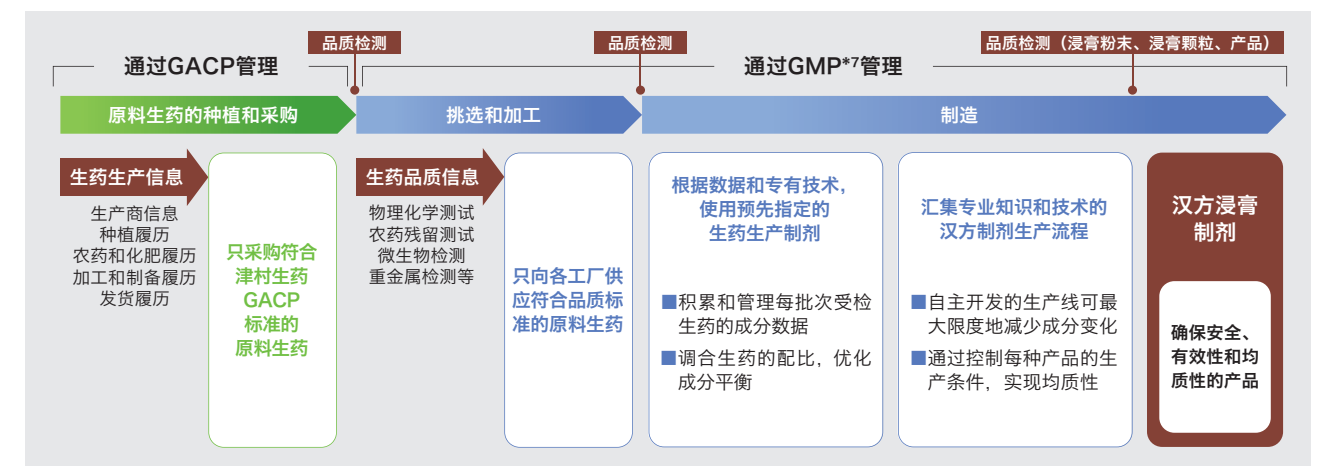 品质检测
品质检测
品质检测（浸膏粉末、浸膏颗粒、产品）
通过GACP管理
通过GMP*7管理
原料生药的种植和采购
挑选和加工
制造
生药生产信息
生产商信息
种植履历
农药和化肥履历
加工和制备履历
发货履历
只采购符合
津村生药
GACP
标准的
原料生药
生药品质信息
物理化学测试
农药残留测试
微生物检测
重金属检测等
只向各工厂供
应符合品质标
准的原料生药
根据数据和专有技术，
使用预先指定的
生药生产制剂
■积累和管理每批次受检
生药的成分数据
■调合生药的配比，优化
成分平衡
汇集专业知识和技术的
汉方制剂生产流程
■自主开发的生产线可最
大限度地减少成分变化
■通过控制每种产品的生
产条件，实现均质性
汉方浸膏
制剂
确保安全、
有效性和均
质性的产品